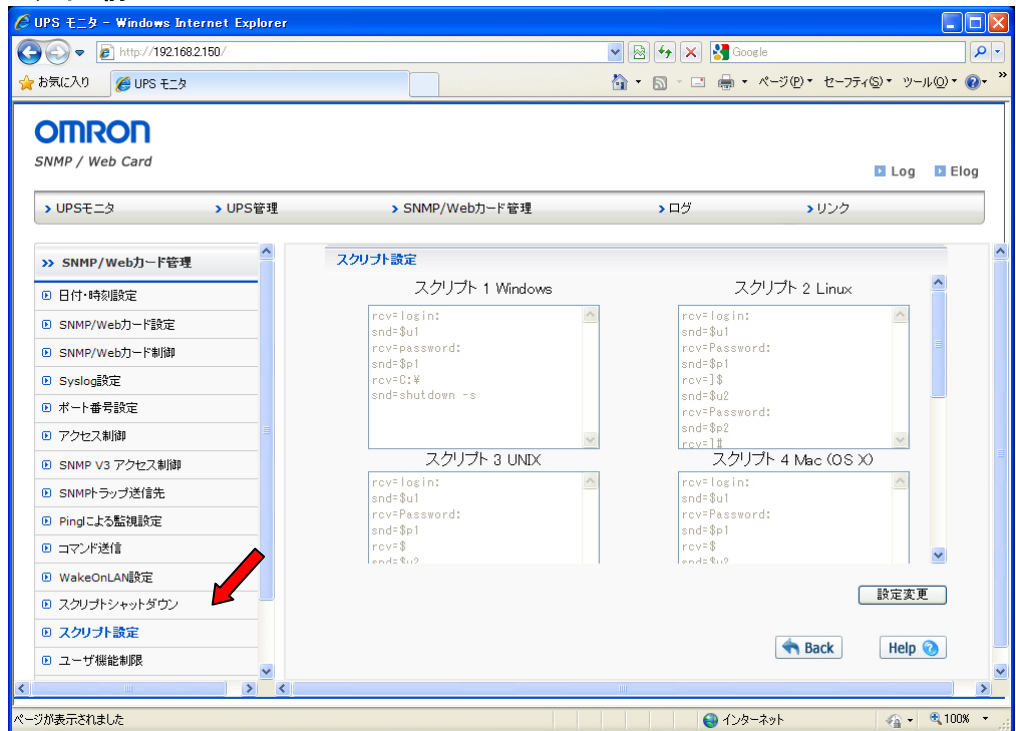 UPS モニタ - Windows Internet Explorer
http://192.168.2.150/
Google
お気に入り
UPS モニタ
ページ(P)
セーフティ(S)
ツール(O)
OMRON
SNMP / Web Card
Log
Elog
UPSモニタ
UPS管理
SNMP/Webカード管理
ログ
リンク
SNMP/Webカード管理
日付・時刻設定
SNMP/Webカード設定
SNMP/Webカード制御
Syslog設定
ポート番号設定
アクセス制御
SNMP V3 アクセス制御
SNMPトラップ送信先
Pingによる監視設定
コマンド送信
WakeOnLAN設定
スクリプトシャットダウン
スクリプト設定
ユーザ機能制限
スクリプト設定
スクリプト 1 Windows
rcv=login:
snd=$u1
rcv=password:
snd=$p1
rcv=C:¥
snd=shutdown -s
スクリプト 2 Linux
rcv=login:
snd=$u1
rcv=Password:
snd=$p1
rcv=]$
snd=$u2
rcv=Password:
snd=$p2
rcv=]#
スクリプト 3 UNIX
rcv=login:
snd=$u1
rcv=Password:
snd=$p1
rcv=$
snd=$u2
スクリプト 4 Mac (OS X)
rcv=login:
snd=$u1
rcv=Password:
snd=$p1
rcv=$
snd=$u2
設定変更
Back
Help
ページが表示されました
インターネット
100%